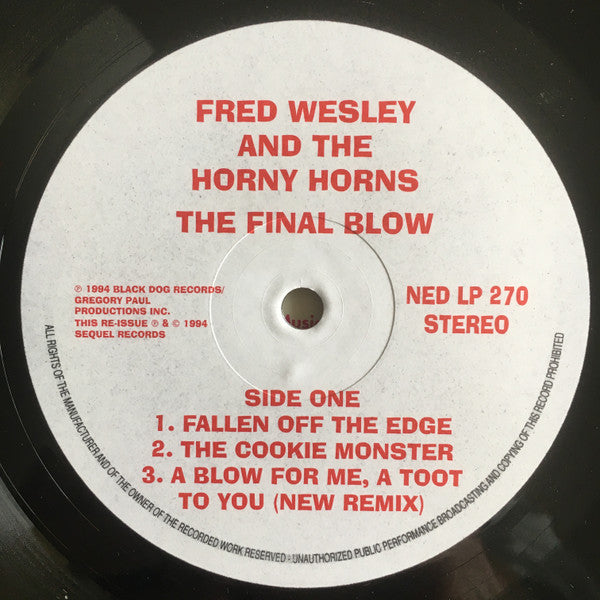 FRED WESLEY
AND THE
HORNY HORNS
THE FINAL BLOW
℗ 1994 BLACK DOG RECORDS/
GREGORY PAUL
PRODUCTIONS INC.
THIS RE-ISSUE ℗ & © 1994
SEQUEL RECORDS
NED LP 270
STEREO
SiDE ONE
1. FALLEN OFF THE EDGE
2. THE COOKIE MONSTER
3. A BLOW FOR ME, A TOOT
TO YOU (NEW REMIX)
ALL RIGHTS OF THE MANUFACTURER AND OF THE OWNER OF THE RECORDED WORK RESERVED - UNAUTHORIZED PUBLIC PERFORMANCE BROADCASTING AND COPYING OF THIS RECORD PROHIBITED